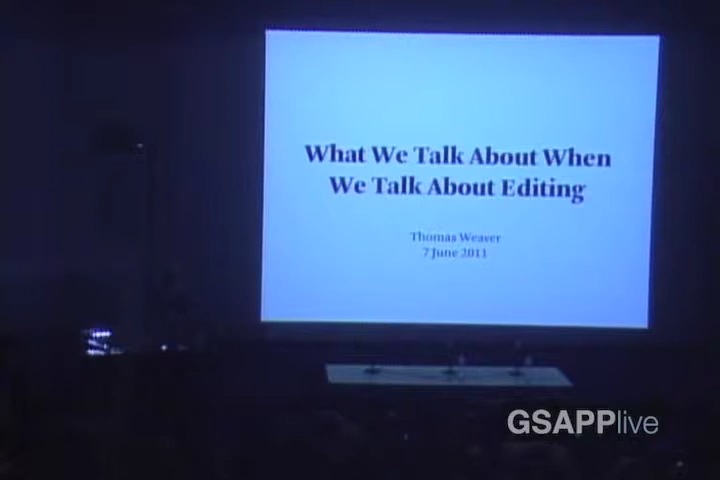 What We Talk About When
We Talk About Editing
Thomas Weaver
7 June 2011
GSAPPlive